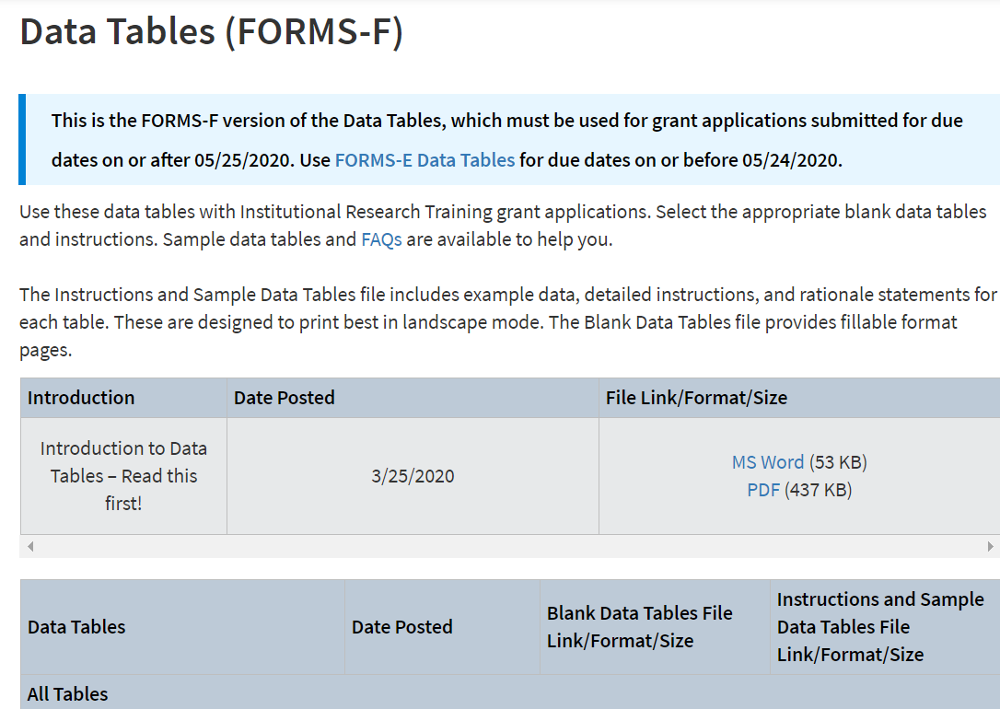 Data Tables (FORMS-F)
This is the FORMS-F version of the Data Tables, which must be used for grant applications submitted for due
dates on or after 05/25/2020. Use FORMS-E Data Tables for due dates on or before 05/24/2020.
Use these data tables with Institutional Research Training grant applications. Select the appropriate blank data tables
and instructions. Sample data tables and FAQs are available to help you.
The Instructions and Sample Data Tables file includes example data, detailed instructions, and rationale statements for
each table. These are designed to print best in landscape mode. The Blank Data Tables file provides fillable format
pages.
Introduction
Date Posted
File Link/Format/Size
Introduction to Data
Tables – Read this
first!
3/25/2020
MS Word (53 KB)
PDF (437 KB)
Data Tables
Date Posted
Blank Data Tables File
Link/Format/Size
Instructions and Sample
Data Tables File
Link/Format/Size
All Tables